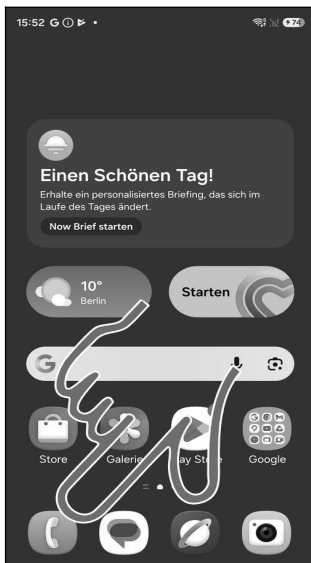 15:52 G
74
Einen Schönen Tag!
Erhalte ein personalisiertes Briefing, das sich im
Laufe des Tages ändert.
Now Brief starten
10°
Berlin
Starten
G
Store Galerie ay Store Google